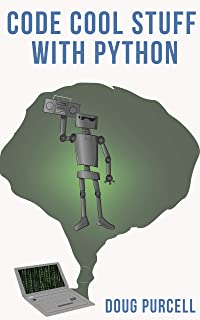 CODE COOL STUFF
WITH PYTHON
DOUG PURCELL